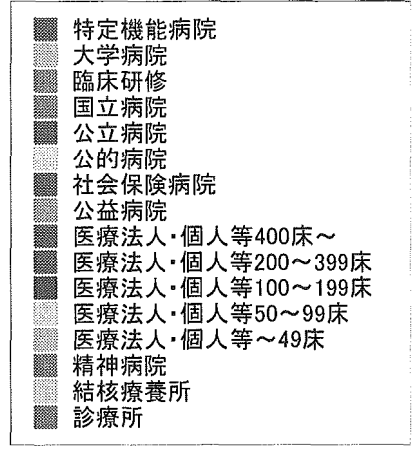 特定機能病院
大学病院
臨床研修
国立病院
公立病院
公的病院
社会保険病院
公益病院
医療法人・個人等400床～
医療法人・個人等200～399床
医療法人・個人等100～199床
医療法人・個人等50～99床
医療法人・個人等～49床
精神病院
結核療養所
診療所